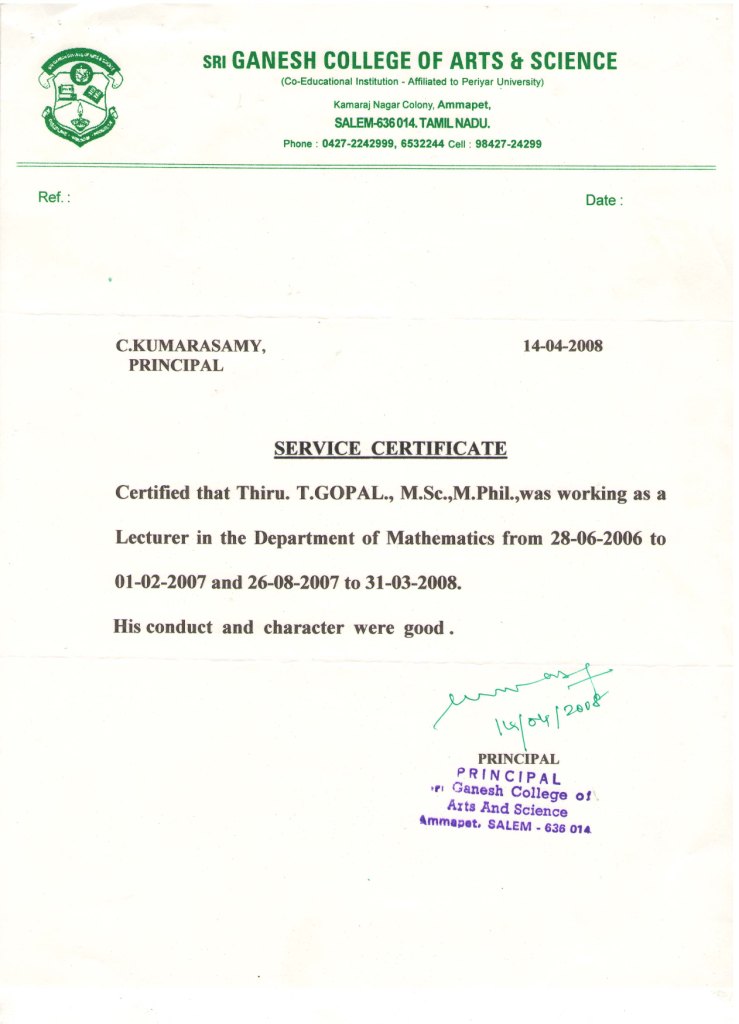 SRI GANESH COLLEGE OF ARTS & SCIENCE
(Co-Educational Institution - Affiliated to Periyar University)
Kamaraj Nagar Colony, Ammapet,
SALEM-636 014. TAMIL NADU.
Phone : 0427-2242999, 6532244 Cell : 98427-24299
Ref. :
Date :
C.KUMARASAMY,
14-04-2008
PRINCIPAL
SERVICE CERTIFICATE
Certified that Thiru. T.GOPAL., M.Sc.,M.Phil.,was working as a
Lecturer in the Department of Mathematics from 28-06-2006 to
01-02-2007 and 26-08-2007 to 31-03-2008.
His conduct and character were good .
14/04/2008
PRINCIPAL
PRINCIPAL
Ganesh College of
Arts And Science
Ammapet, SALEM - 636 014